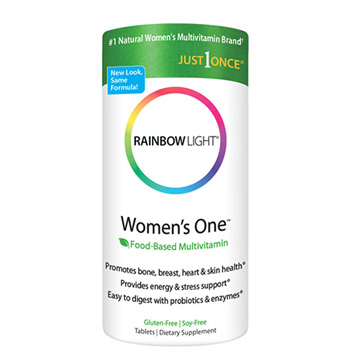 #1 Natural Women's Multivitamin Brand*
JUST 1 ONCE®
New Look,
Same
Formula!
RAINBOW LIGHT®
Women's One™
Food-Based Multivitamin
Promotes bone, breast, heart & skin health*
Provides energy & stress support*
Easy to digest with probiotics & enzymes*
Gluten-Free | Soy-Free
Tablets | Dietary Supplement